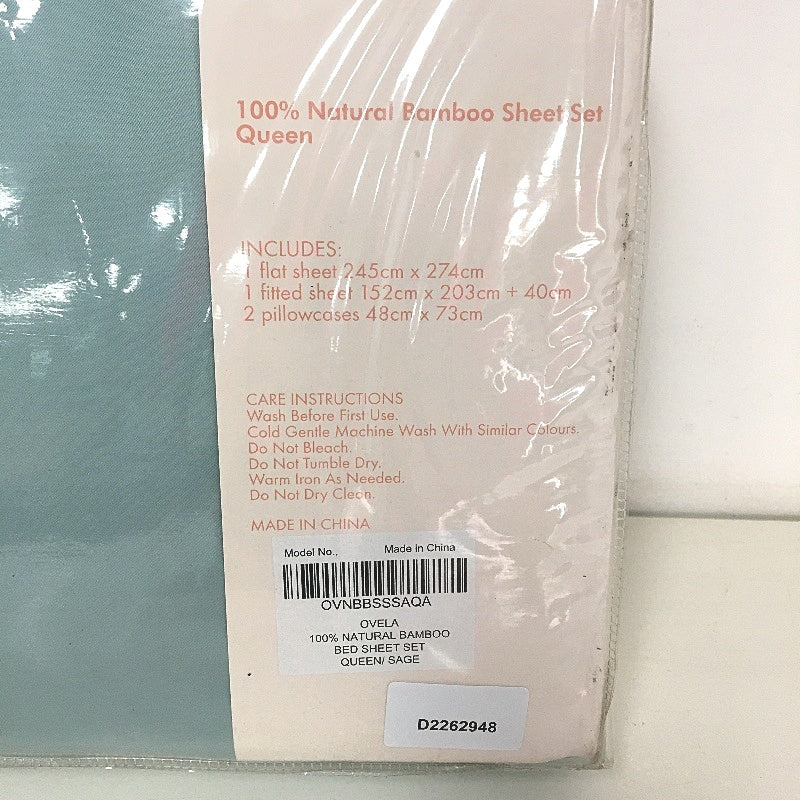 100% Natural Bamboo Sheet Set
Queen
INCLUDES:
1 flat sheet 245cm x 274cm
1 fitted sheet 152cm x 203cm + 40cm
2 pillowcases 48cm x 73cm
CARE INSTRUCTIONS
Wash Before First Use.
Cold Gentle Machine Wash With Similar Colours.
Do Not Bleach.
Do Not Tumble Dry.
Warm Iron As Needed.
Do Not Dry Clean.
MADE IN CHINA
Model No., Made In China
OVNBBSSSAQA
OVELA
100% NATURAL BAMBOO
BED SHEET SET
QUEEN/ SAGE
D2262948